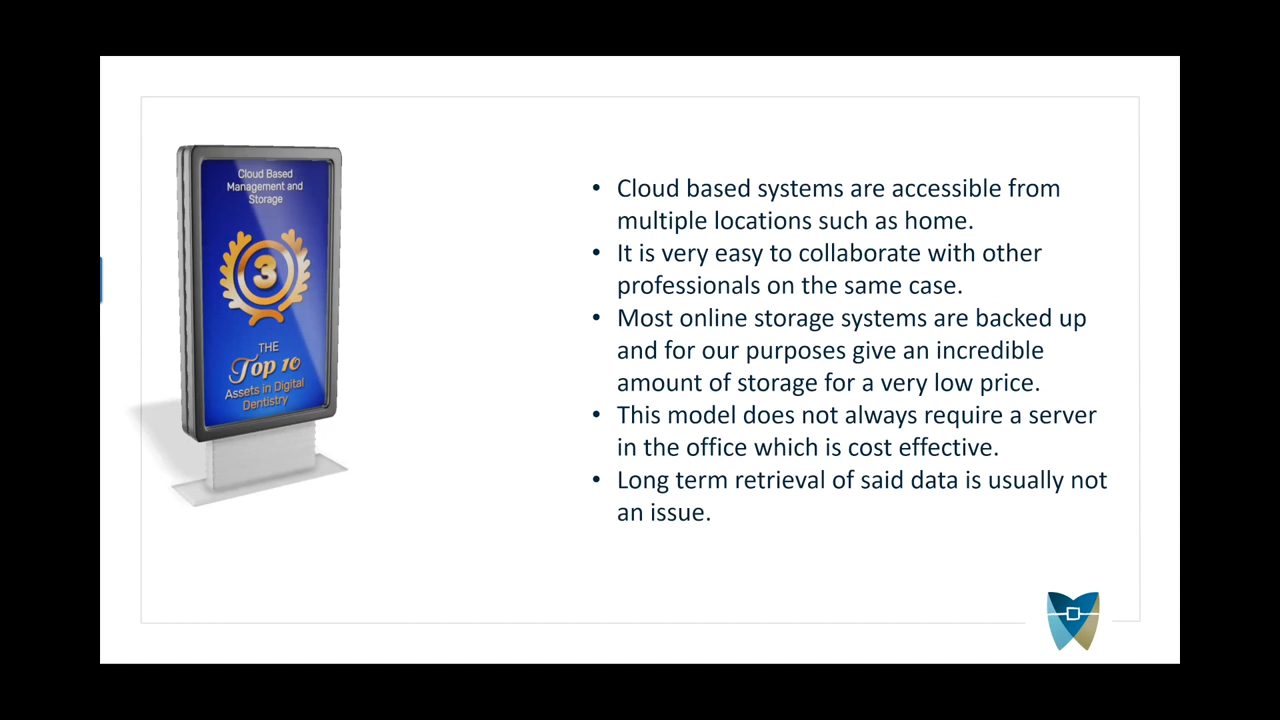 Cloud Based
Management and
Storage
3
THE
Top 10
Assets in Digital
Dentistry
• Cloud based systems are accessible from
multiple locations such as home.
• It is very easy to collaborate with other
professionals on the same case.
• Most online storage systems are backed up
and for our purposes give an incredible
amount of storage for a very low price.
• This model does not always require a server
in the office which is cost effective.
• Long term retrieval of said data is usually not
an issue.